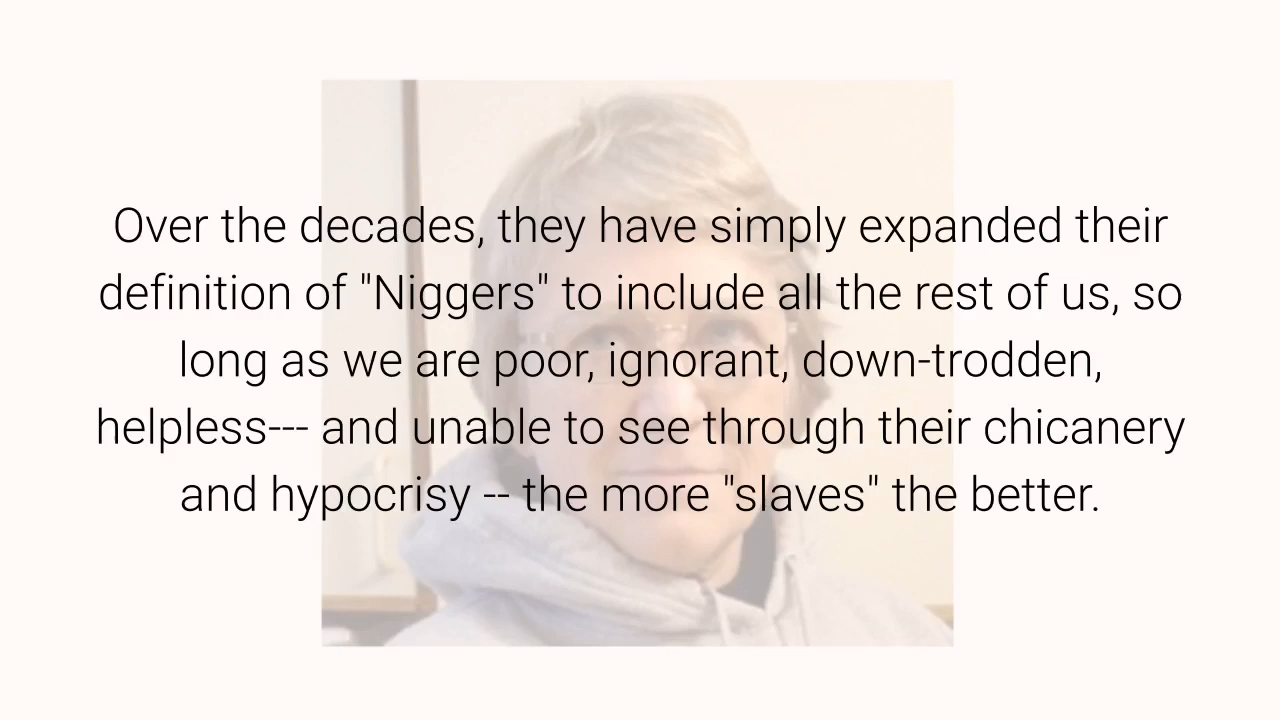 Over the decades, they have simply expanded their
definition of "Niggers" to include all the rest of us, so
long as we are poor, ignorant, down-trodden,
helpless--- and unable to see through their chicanery
and hypocrisy -- the more "slaves" the better.